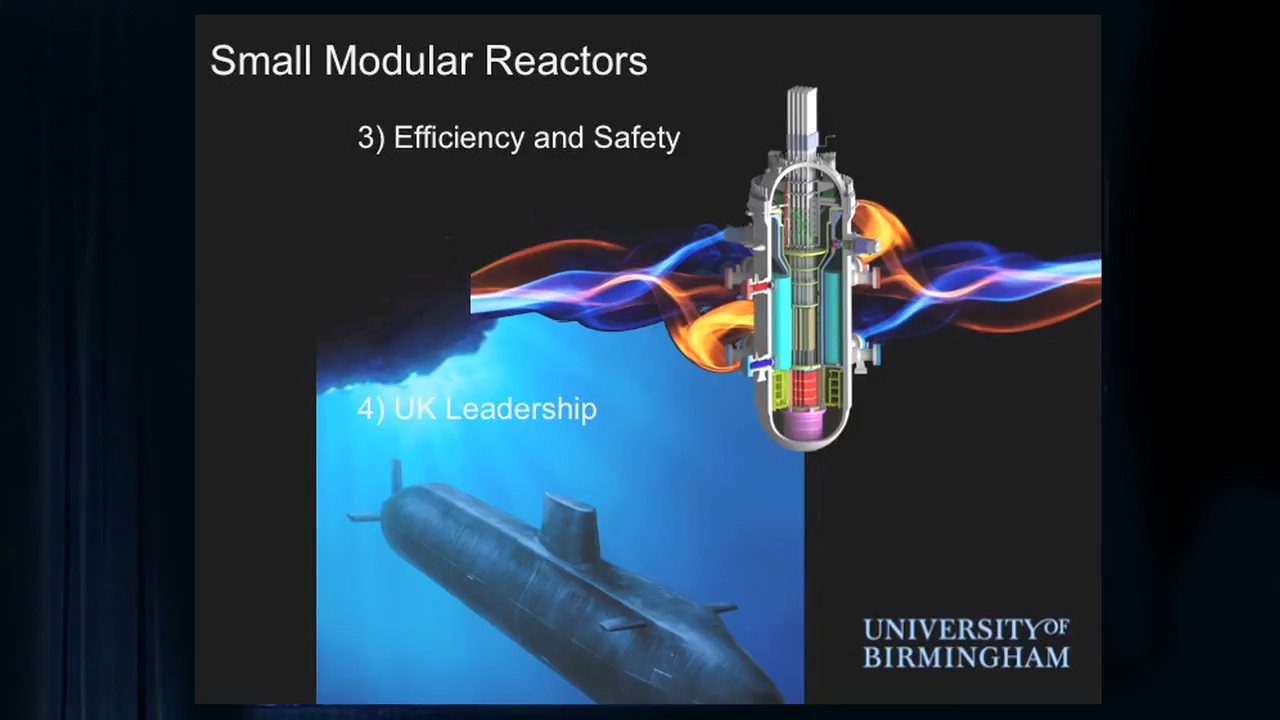 Small Modular Reactors
3) Efficiency and Safety
4) UK Leadership
UNIVERSITY OF
BIRMINGHAM